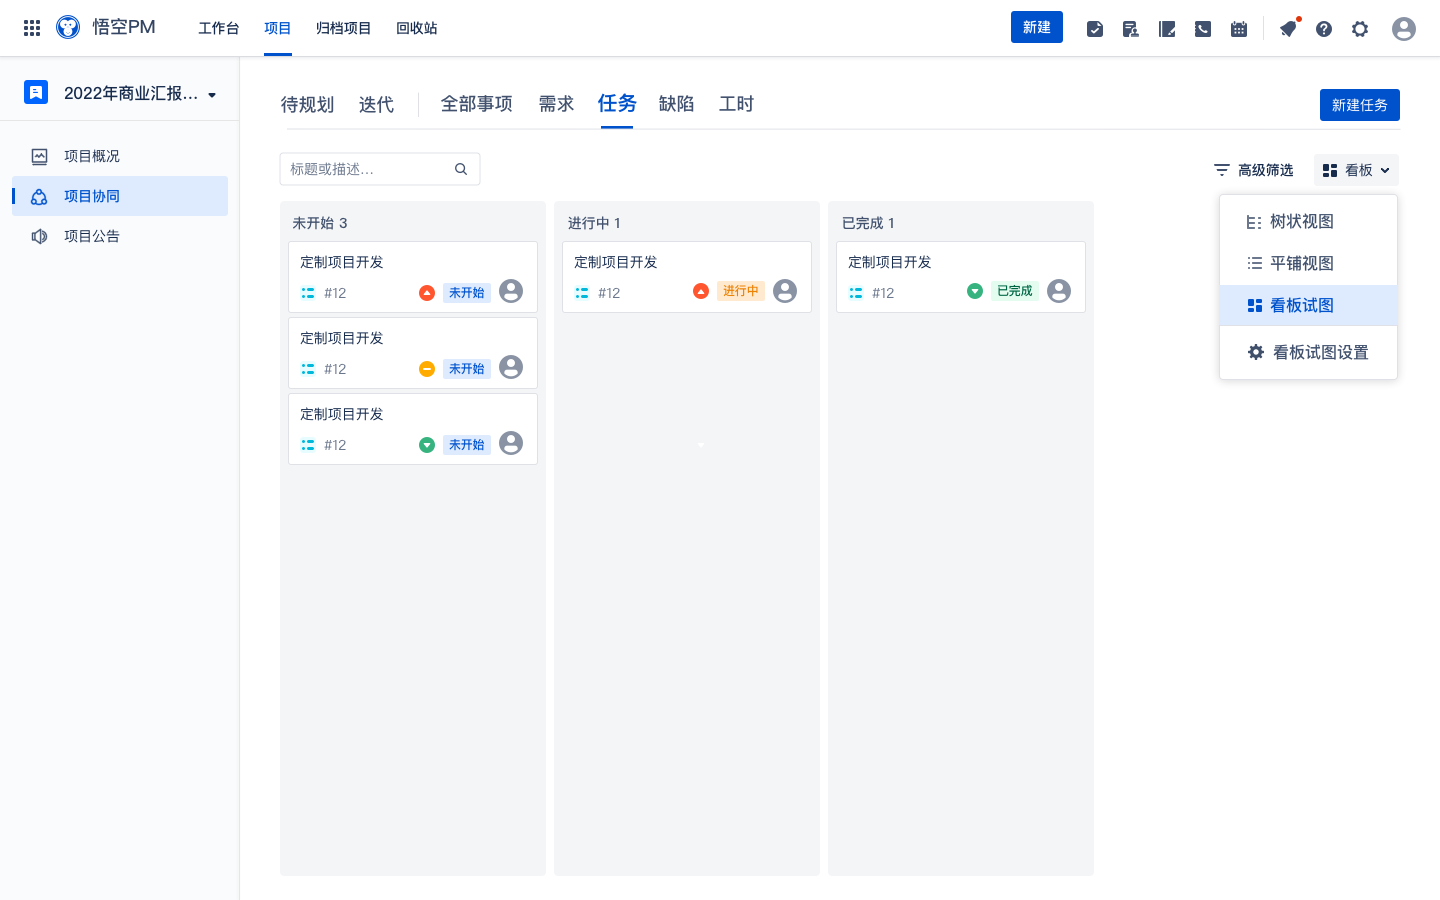 悟空PM 工作台 项目 归档项目 回收站 新建
2022年商业汇报...
项目概况
项目协同
项目公告
待规划 迭代 全部事项 需求 任务 缺陷 工时 新建任务
标题或描述... 高级筛选 看板
树状视图
平铺视图
看板试图
看板试图设置
未开始 3
定制项目开发
#12 未开始
定制项目开发
#12 未开始
定制项目开发
#12 未开始
进行中 1
定制项目开发
#12 进行中
已完成 1
定制项目开发
#12 已完成